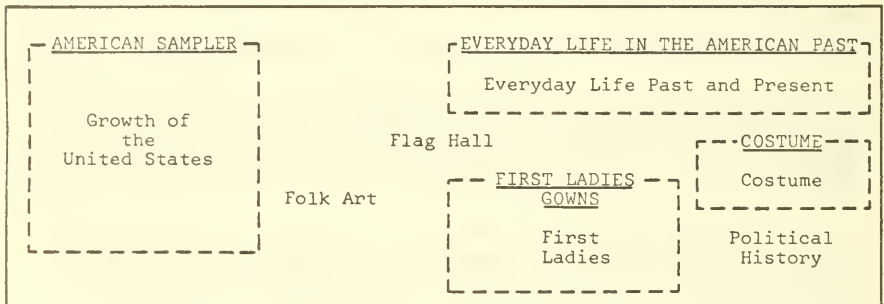 AMERICAN SAMPLER
Growth of
the
United States
Folk Art
Flag Hall
EVERYDAY LIFE IN THE AMERICAN PAST
Everyday Life Past and Present
COSTUME
Costume
FIRST LADIES
GOWNS
First
Ladies
Political
History